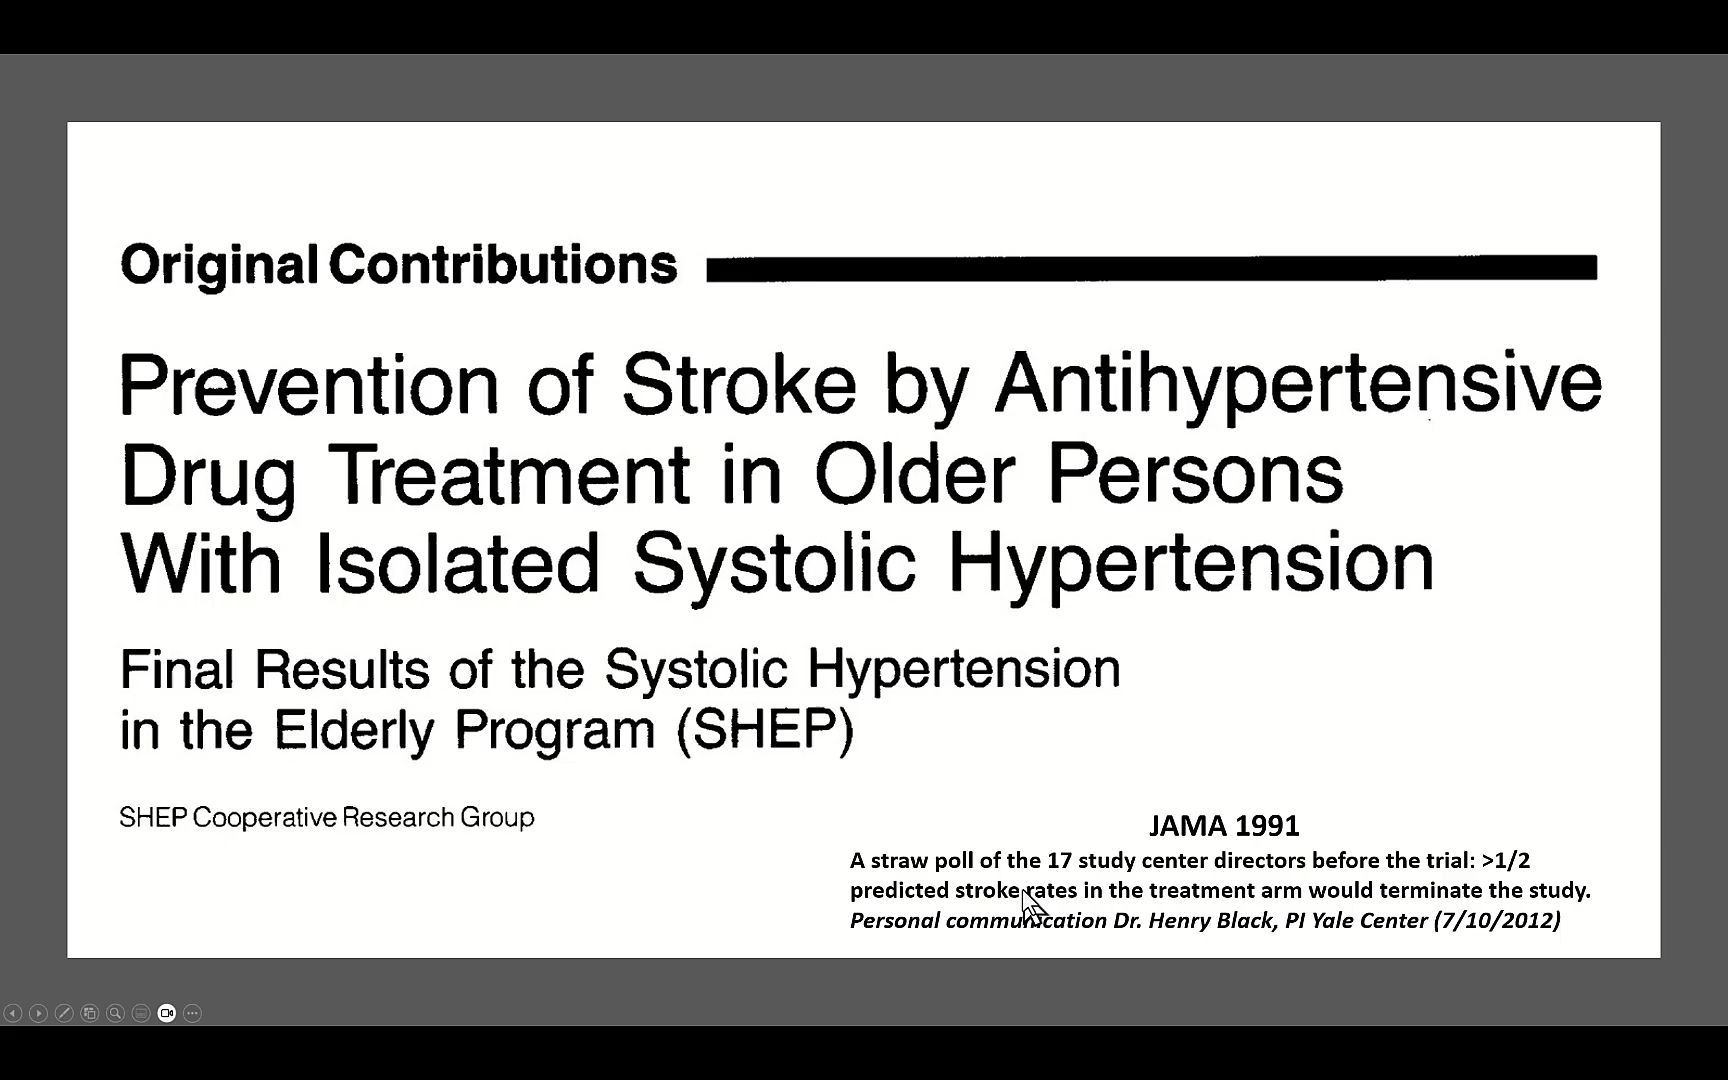 Original Contributions
Prevention of Stroke by Antihypertensive
Drug Treatment in Older Persons
With Isolated Systolic Hypertension
Final Results of the Systolic Hypertension
in the Elderly Program (SHEP)
SHEP Cooperative Research Group
JAMA 1991
A straw poll of the 17 study center directors before the trial: >1/2
predicted stroke rates in the treatment arm would terminate the study.
Personal communication Dr. Henry Black, PI Yale Center (7/10/2012)